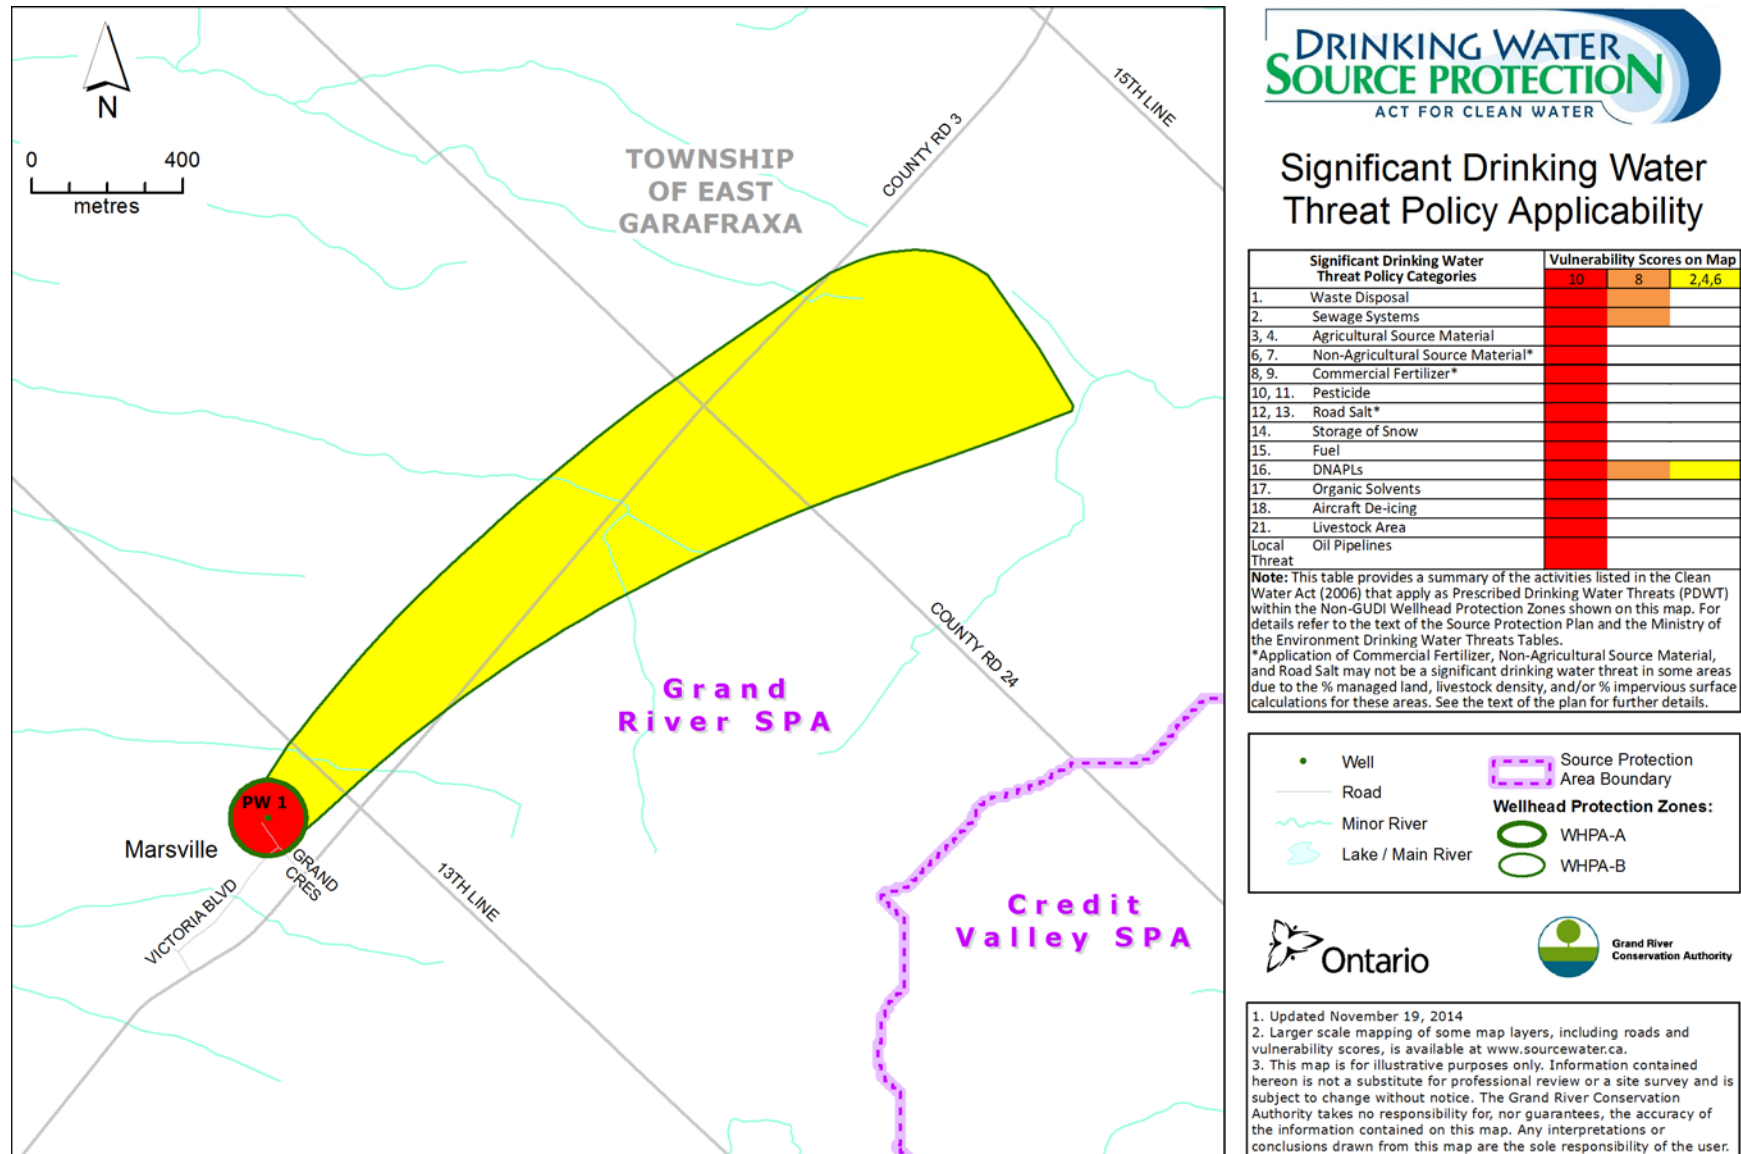 N
0 400
metres
TOWNSHIP
OF EAST
GARAFRAXA
COUNTY RD 3
15TH LINE
COUNTY RD 24
Grand
River SPA
Credit
Valley SPA
PW 1
Marsville
GRAND
CRES
VICTORIA BLVD
13TH LINE
DRINKING WATER
SOURCE PROTECTION
ACT FOR CLEAN WATER
Significant Drinking Water
Threat Policy Applicability
Significant Drinking Water
Threat Policy Categories
Vulnerability Scores on Map
10 8 2,4,6
1. Waste Disposal
2. Sewage Systems
3, 4. Agricultural Source Material
6, 7. Non-Agricultural Source Material*
8, 9. Commercial Fertilizer*
10, 11. Pesticide
12, 13. Road Salt*
14. Storage of Snow
15. Fuel
16. DNAPLs
17. Organic Solvents
18. Aircraft De-icing
21. Livestock Area
Local Oil Pipelines
Threat
Note: This table provides a summary of the activities listed in the Clean
Water Act (2006) that apply as Prescribed Drinking Water Threats (PDWT)
within the Non-GUDI Wellhead Protection Zones shown on this map. For
details refer to the text of the Source Protection Plan and the Ministry of
the Environment Drinking Water Threats Tables.
*Application of Commercial Fertilizer, Non-Agricultural Source Material,
and Road Salt may not be a significant drinking water threat in some areas
due to the % managed land, livestock density, and/or % impervious surface
calculations for these areas. See the text of the plan for further details.
Well
Road
Minor River
Lake / Main River
Source Protection
Area Boundary
Wellhead Protection Zones:
WHPA-A
WHPA-B
Ontario
Grand River
Conservation Authority
1. Updated November 19, 2014
2. Larger scale mapping of some map layers, including roads and
vulnerability scores, is available at www.sourcewater.ca.
3. This map is for illustrative purposes only. Information contained
hereon is not a substitute for professional review or a site survey and is
subject to change without notice. The Grand River Conservation
Authority takes no responsibility for, nor guarantees, the accuracy of
the information contained on this map. Any interpretations or
conclusions drawn from this map are the sole responsibility of the user.